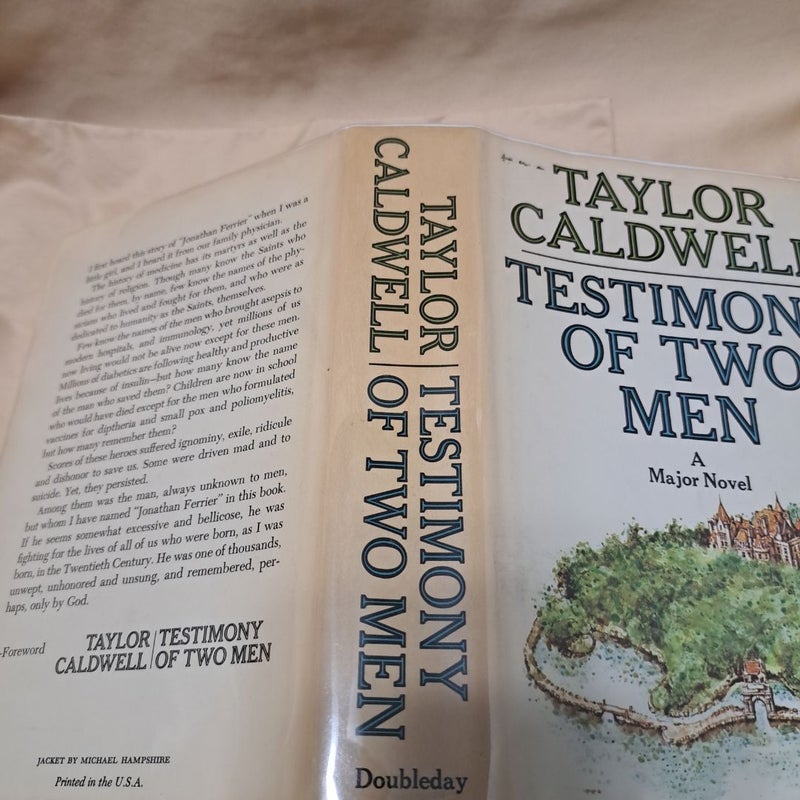 "I first heard this story of "Jonathan Ferrier" when I was a
little girl, and I heard it from our family physician.
The history of medicine has its martyrs as well as the
history of religion. Though many know the Saints who
died for them, by name, few know the names of the phy-
sicians who lived and fought for them, and who were as
dedicated to humanity as the Saints, themselves.
Few know the names of the men who brought asepsis to
modern hospitals, and immunology, yet millions of us
now living would not be alive now except for these men.
Millions of diabetics are following healthy and productive
lives because of insulin—but how many know the name
of the man who saved them? Children are now in school
who would have died except for the men who formulated
vaccines for diptheria and small pox and poliomyelitis,
but how many remember them?
Scores of these heroes suffered ignominy, exile, ridicule
and dishonor to save us. Some were driven mad and to
suicide. Yet, they persisted.
Among them was the man, always unknown to men,
but whom I have named "Jonathan Ferrier" in this book.
If he seems somewhat excessive and bellicose, he was
fighting for the lives of all of us who were born, as I was
born, in the Twentieth Century. He was one of thousands,
unwept, unhonored and unsung, and remembered, per-
haps, only by God.
—Foreword
TAYLOR CALDWELL | TESTIMONY OF TWO MEN
JACKET BY MICHAEL HAMPSHIRE
Printed in the U.S.A.
TAYLOR | TESTIMONY
CALDWELL | OF TWO MEN
Doubleday
TAYLOR
CALDWELL
TESTIMON
OF TWO
MEN
A
Major Novel